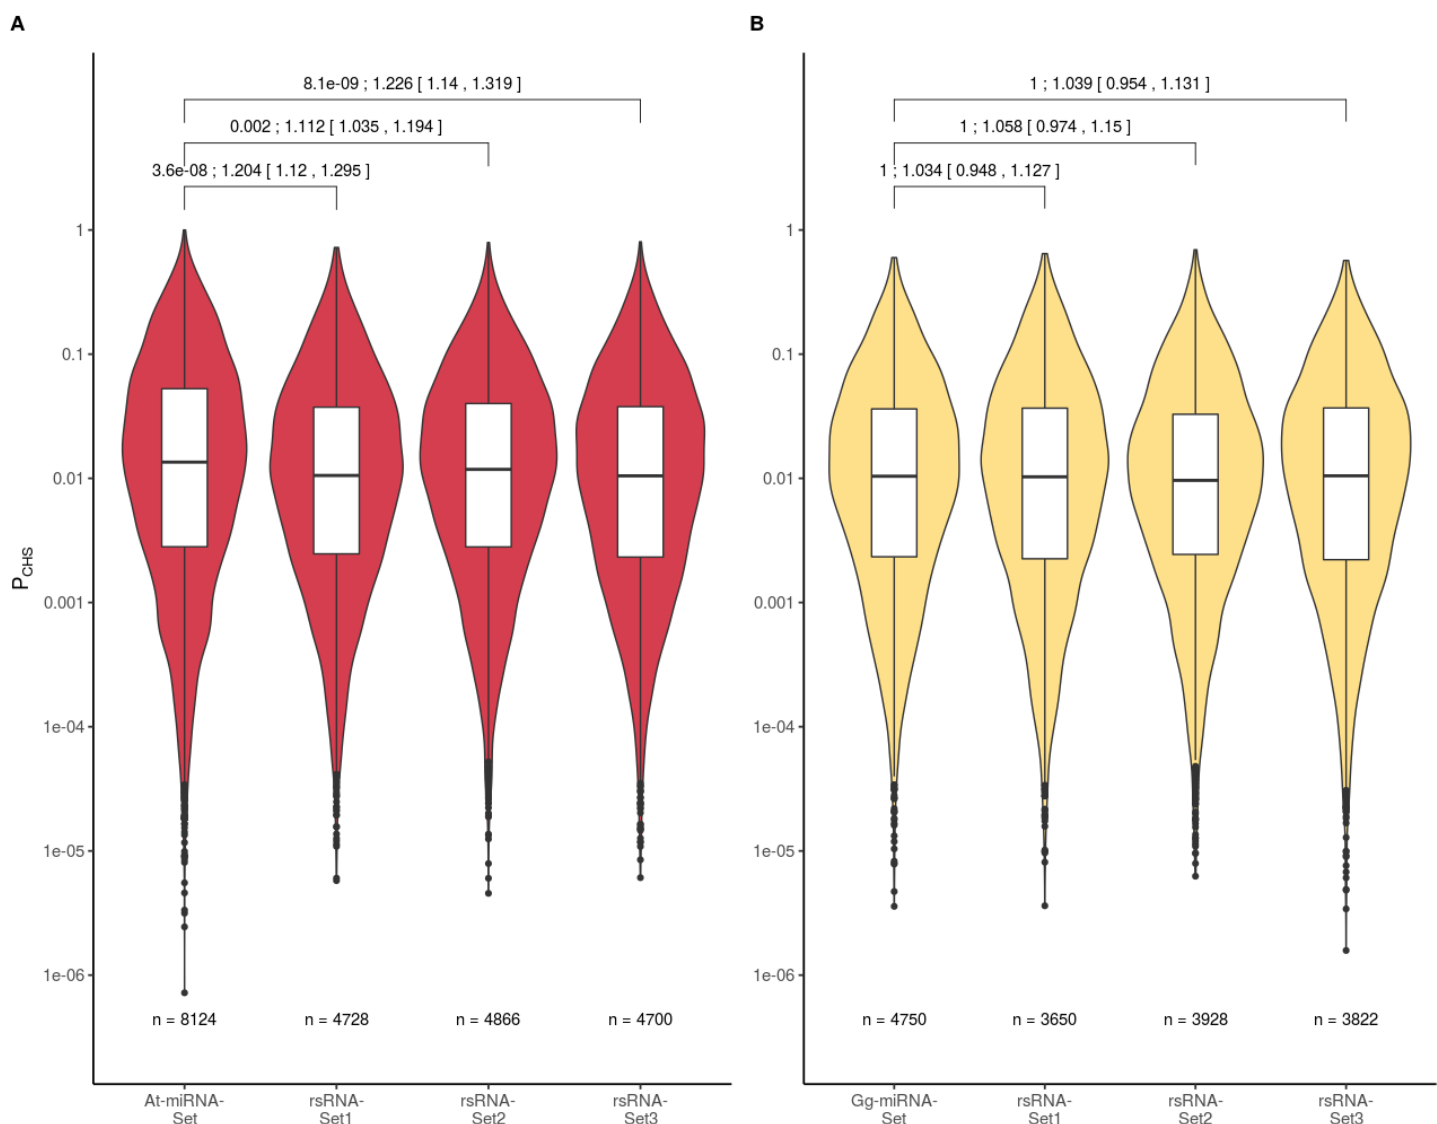 A
8.1e-09 ; 1.226 [ 1.14 , 1.319 ]
0.002 ; 1.112 [ 1.035 , 1.194 ]
3.6e-08 ; 1.204 [ 1.12 , 1.295 ]
PCHS
1
0.1
0.01
0.001
1e-04
1e-05
1e-06
n = 8124
n = 4728
n = 4866
n = 4700
At-miRNA-
Set
rsRNA-
Set1
rsRNA-
Set2
rsRNA-
Set3
B
1 ; 1.039 [ 0.954 , 1.131 ]
1 ; 1.058 [ 0.974 , 1.15 ]
1 ; 1.034 [ 0.948 , 1.127 ]
1
0.1
0.01
0.001
1e-04
1e-05
1e-06
n = 4750
n = 3650
n = 3928
n = 3822
Gg-miRNA-
Set
rsRNA-
Set1
rsRNA-
Set2
rsRNA-
Set3